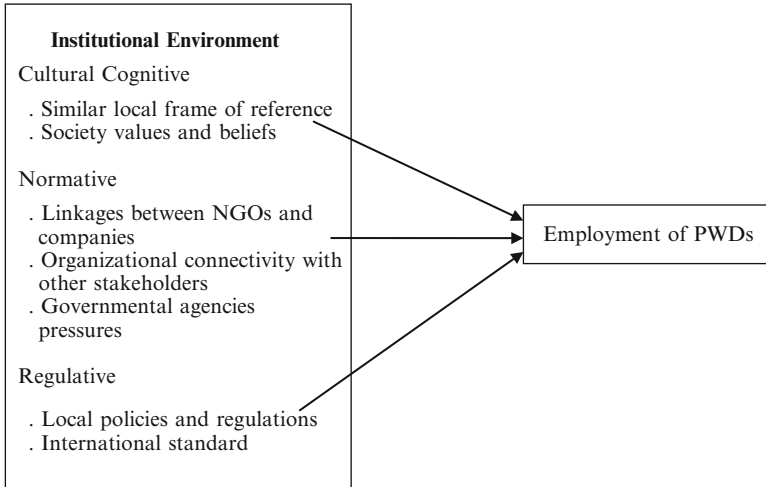 Institutional Environment
Cultural Cognitive
. Similar local frame of reference
. Society values and beliefs
Normative
. Linkages between NGOs and
companies
. Organizational connectivity with
other stakeholders
. Governmental agencies
pressures
Regulative
. Local policies and regulations
. International standard
Employment of PWDs